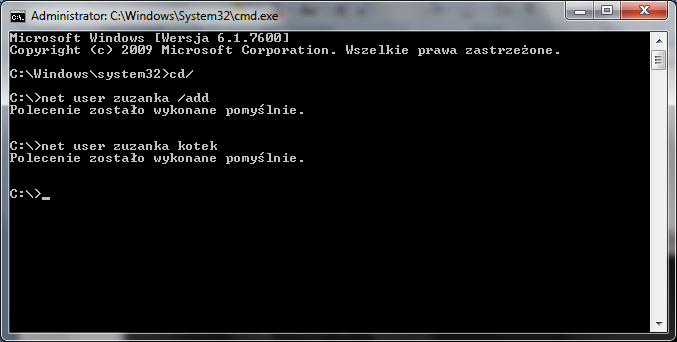 Administrator: C:\Windows\System32\cmd.exe
Microsoft Windows [Wersja 6.1.7600]
Copyright (c) 2009 Microsoft Corporation. Wszelkie prawa zastrzeżone.
C:\Windows\system32>cd/
C:\>net user zuzanka /add
Polecenie zostało wykonane pomyślnie.
C:\>net user zuzanka kotek
Polecenie zostało wykonane pomyślnie.
C:\>_